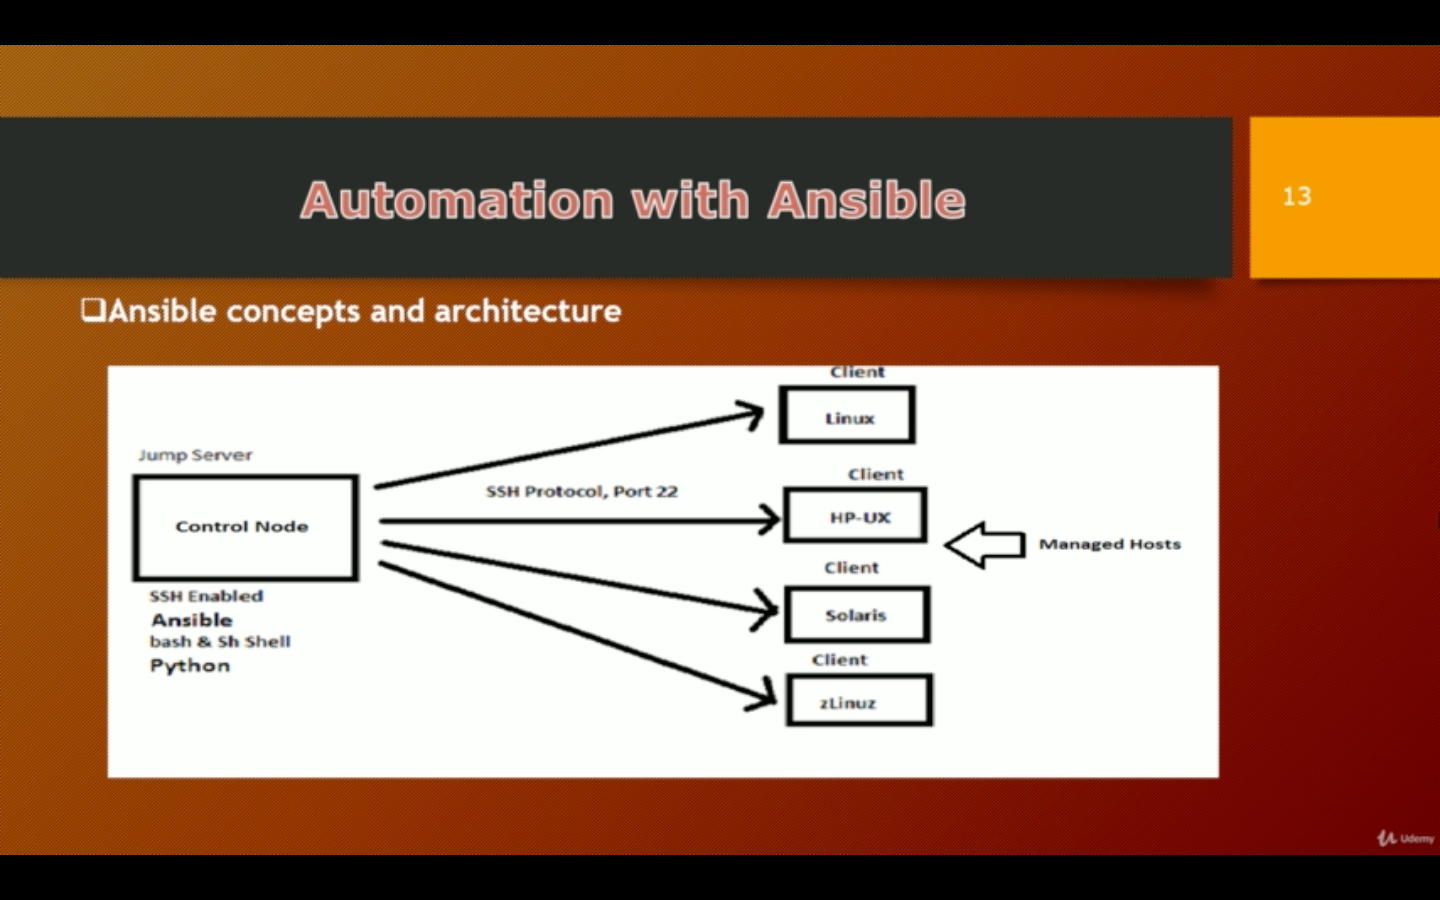 Automation with Ansible
13
❑Ansible concepts and architecture
Client
Linux
Jump Server
Control Node
SSH Protocol, Port 22
Client
HP-UX
Managed Hosts
Client
Solaris
Client
zLinuz
SSH Enabled
Ansible
bash & Sh Shell
Python
Udemy